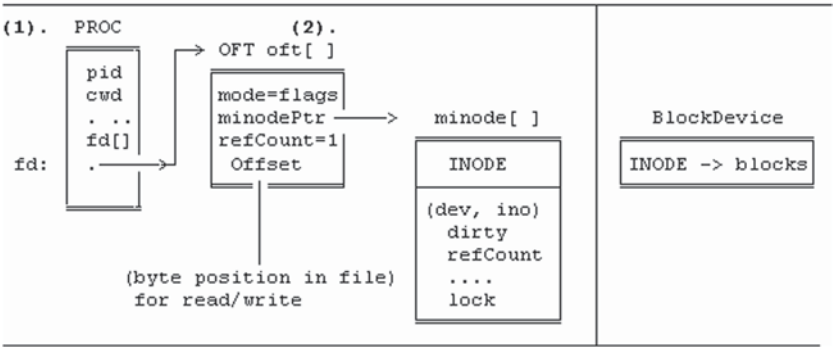 (1). PROC (2).
OFT oft[ ]
pid
cwd
. ..
fd[]
fd: .
mode=flags
minodePtr
refCount=1
Offset
(byte position in file)
for read/write
minode[ ]
INODE
(dev, ino)
dirty
refCount
....
lock
BlockDevice
INODE -> blocks